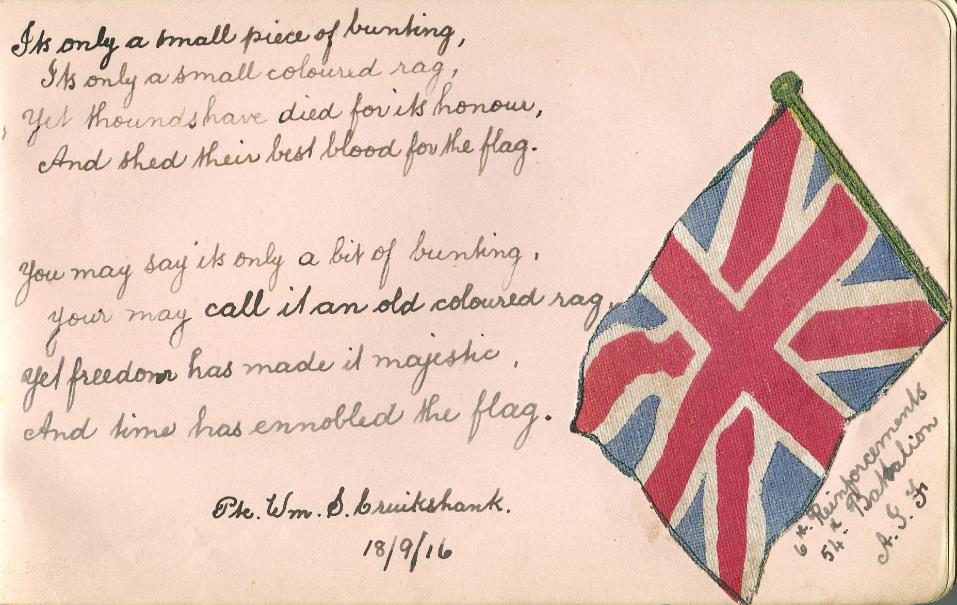 Its only a small piece of bunting,
Its only a small coloured rag,
Yet thounds have died for its honour,
And shed their best blood for the flag.
You may say its only a bit of bunting,
Your may call it an old coloured rag,
Yet freedom has made it majestic,
And time has ennobled the flag.
Pte. Wm. S. Cruikshank.
18/9/16
6th Reinforcements
54th Battalion
A. I. F